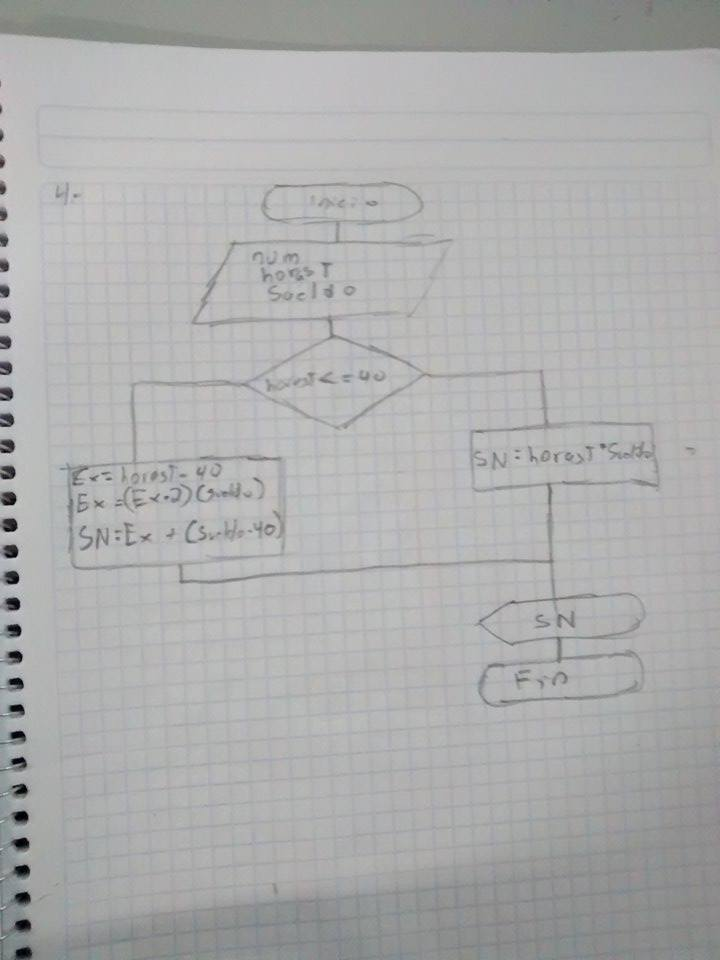 4-
Inicio
num
horas T
Sueldo
horasT <= 40
Ex = horasT - 40
Ex = (Ex·2)(Sueldo)
SN = Ex + (Sueldo·40)
SN = horasT * Sueldo
SN
Fin